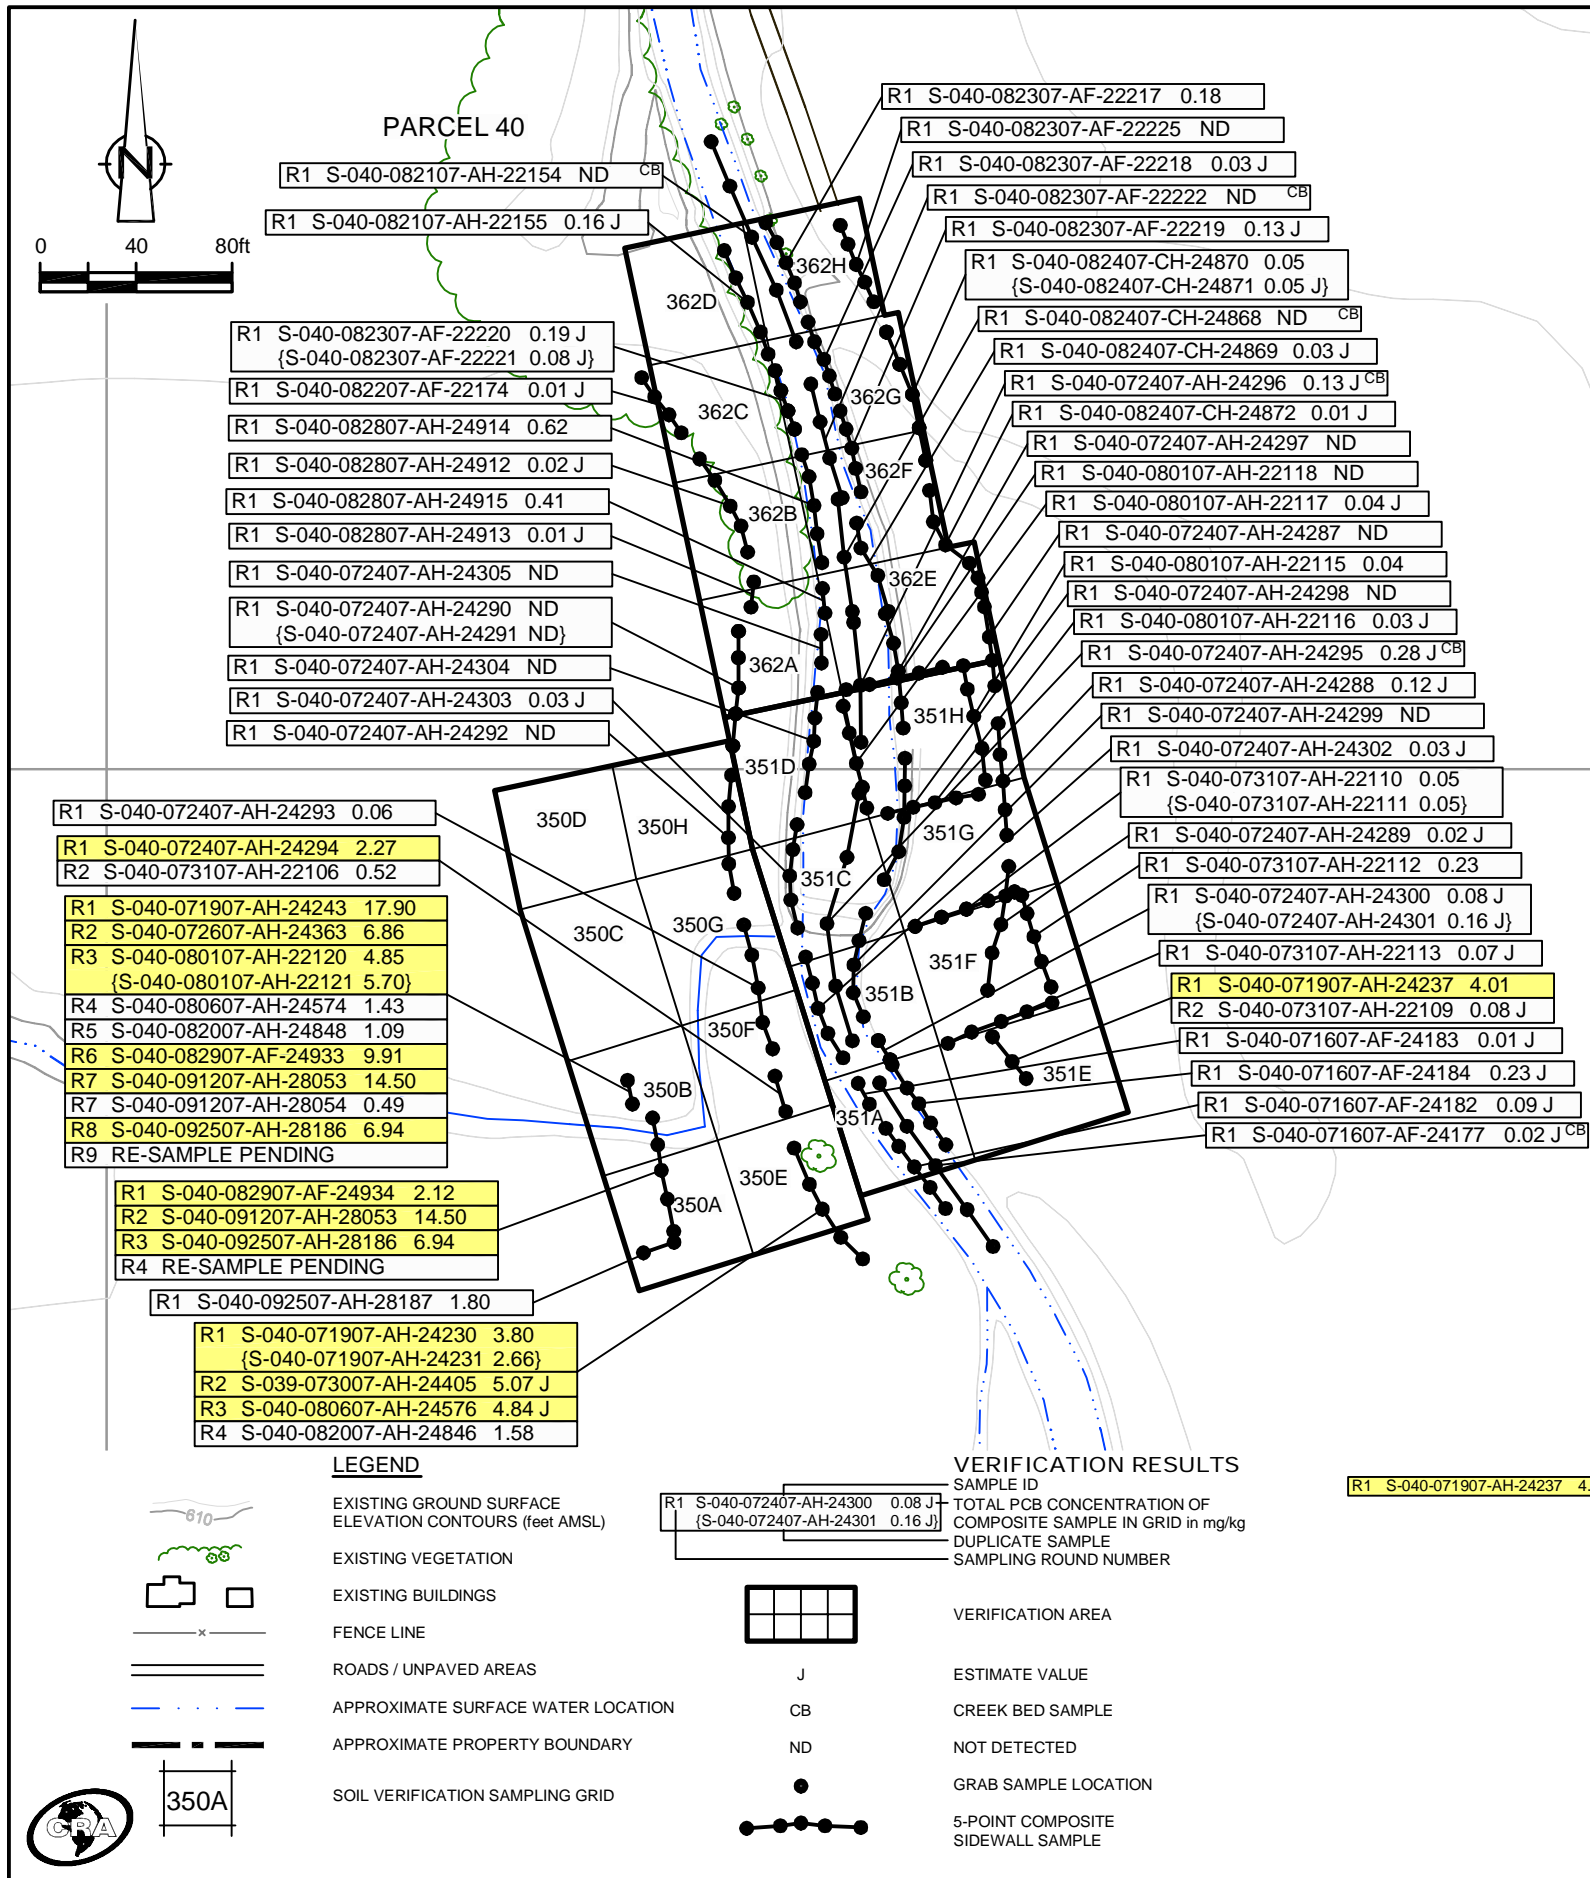 PARCEL 40
N
0 40 80ft
R1 S-040-082107-AH-22154 ND CB
R1 S-040-082107-AH-22155 0.16 J
R1 S-040-082307-AF-22220 0.19 J
{S-040-082307-AF-22221 0.08 J}
R1 S-040-082207-AF-22174 0.01 J
R1 S-040-082807-AH-24914 0.62
R1 S-040-082807-AH-24912 0.02 J
R1 S-040-082807-AH-24915 0.41
R1 S-040-082807-AH-24913 0.01 J
R1 S-040-072407-AH-24305 ND
R1 S-040-072407-AH-24290 ND
{S-040-072407-AH-24291 ND}
R1 S-040-072407-AH-24304 ND
R1 S-040-072407-AH-24303 0.03 J
R1 S-040-072407-AH-24292 ND
R1 S-040-072407-AH-24293 0.06
R1 S-040-072407-AH-24294 2.27
R2 S-040-073107-AH-22106 0.52
R1 S-040-071907-AH-24243 17.90
R2 S-040-072607-AH-24363 6.86
R3 S-040-080107-AH-22120 4.85
{S-040-080107-AH-22121 5.70}
R4 S-040-080607-AH-24574 1.43
R5 S-040-082007-AH-24848 1.09
R6 S-040-082907-AF-24933 9.91
R7 S-040-091207-AH-28053 14.50
R7 S-040-091207-AH-28054 0.49
R8 S-040-092507-AH-28186 6.94
R9 RE-SAMPLE PENDING
R1 S-040-082907-AF-24934 2.12
R2 S-040-091207-AH-28053 14.50
R3 S-040-092507-AH-28186 6.94
R4 RE-SAMPLE PENDING
R1 S-040-092507-AH-28187 1.80
R1 S-040-071907-AH-24230 3.80
{S-040-071907-AH-24231 2.66}
R2 S-039-073007-AH-24405 5.07 J
R3 S-040-080607-AH-24576 4.84 J
R4 S-040-082007-AH-24846 1.58
R1 S-040-082307-AF-22217 0.18
R1 S-040-082307-AF-22225 ND
R1 S-040-082307-AF-22218 0.03 J
R1 S-040-082307-AF-22222 ND CB
R1 S-040-082307-AF-22219 0.13 J
R1 S-040-082407-CH-24870 0.05
{S-040-082407-CH-24871 0.05 J}
R1 S-040-082407-CH-24868 ND CB
R1 S-040-082407-CH-24869 0.03 J
R1 S-040-072407-AH-24296 0.13 J CB
R1 S-040-082407-CH-24872 0.01 J
R1 S-040-072407-AH-24297 ND
R1 S-040-080107-AH-22118 ND
R1 S-040-080107-AH-22117 0.04 J
R1 S-040-072407-AH-24287 ND
R1 S-040-080107-AH-22115 0.04
R1 S-040-072407-AH-24298 ND
R1 S-040-080107-AH-22116 0.03 J
R1 S-040-072407-AH-24295 0.28 J CB
R1 S-040-072407-AH-24288 0.12 J
R1 S-040-072407-AH-24299 ND
R1 S-040-072407-AH-24302 0.03 J
R1 S-040-073107-AH-22110 0.05
{S-040-073107-AH-22111 0.05}
R1 S-040-072407-AH-24289 0.02 J
R1 S-040-073107-AH-22112 0.23
R1 S-040-072407-AH-24300 0.08 J
{S-040-072407-AH-24301 0.16 J}
R1 S-040-073107-AH-22113 0.07 J
R1 S-040-071907-AH-24237 4.01
R2 S-040-073107-AH-22109 0.08 J
R1 S-040-071607-AF-24183 0.01 J
R1 S-040-071607-AF-24184 0.23 J
R1 S-040-071607-AF-24182 0.09 J
R1 S-040-071607-AF-24177 0.02 J CB
362H
362D
362G
362C
362F
362B
362E
362A
351H
351D
350D
350H
351G
351C
350G
350C
351F
351B
350F
350B
351E
351A
350E
350A
LEGEND
610
EXISTING GROUND SURFACE
ELEVATION CONTOURS (feet AMSL)
EXISTING VEGETATION
EXISTING BUILDINGS
x
FENCE LINE
ROADS / UNPAVED AREAS
APPROXIMATE SURFACE WATER LOCATION
APPROXIMATE PROPERTY BOUNDARY
350A
SOIL VERIFICATION SAMPLING GRID
CRA
VERIFICATION RESULTS
SAMPLE ID
R1 S-040-072407-AH-24300 0.08 J
{S-040-072407-AH-24301 0.16 J}
TOTAL PCB CONCENTRATION OF
COMPOSITE SAMPLE IN GRID in mg/kg
DUPLICATE SAMPLE
SAMPLING ROUND NUMBER
R1 S-040-071907-AH-24237 4.
VERIFICATION AREA
J ESTIMATE VALUE
CB CREEK BED SAMPLE
ND NOT DETECTED
GRAB SAMPLE LOCATION
5-POINT COMPOSITE
SIDEWALL SAMPLE